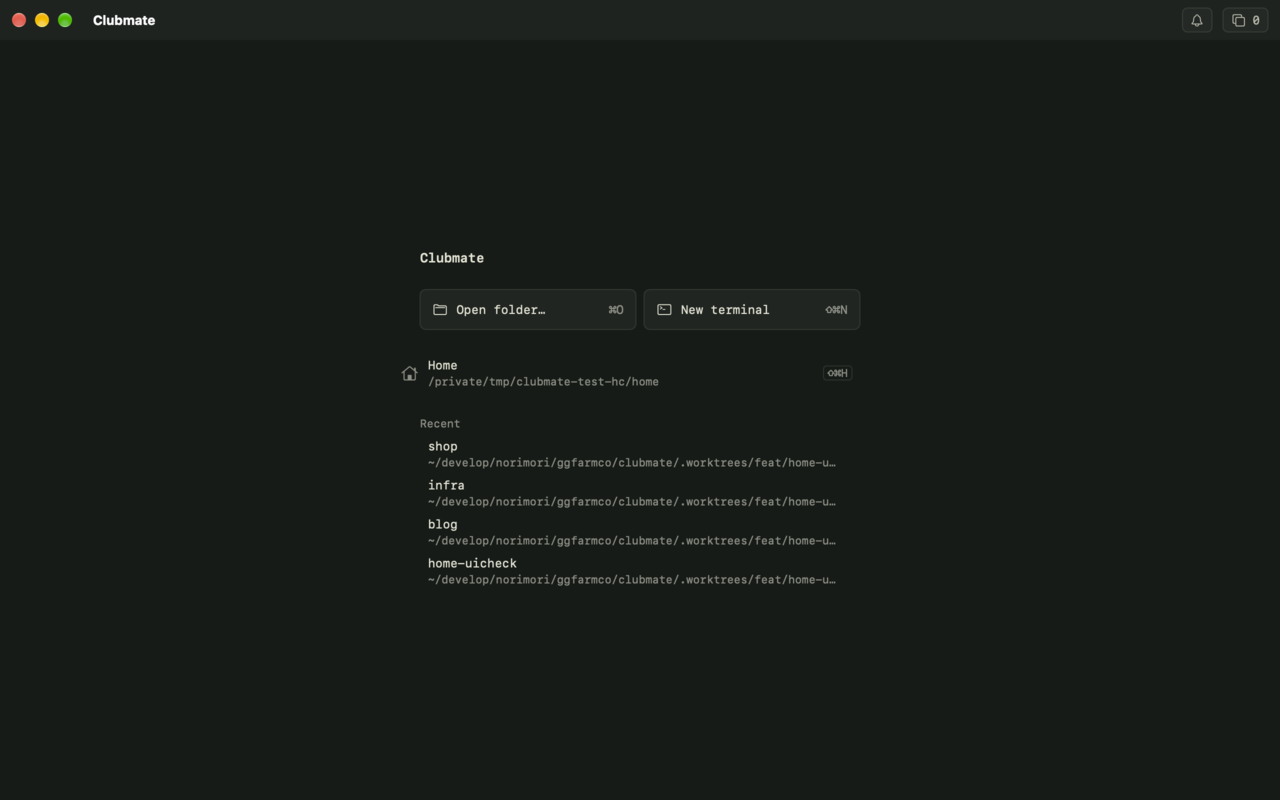 Clubmate
0
Clubmate
Open folder… ⌘O
New terminal ⇧⌘N
Home
/private/tmp/clubmate-test-hc/home
⇧⌘H
Recent
shop
~/develop/norimori/ggfarmco/clubmate/.worktrees/feat/home-u…
infra
~/develop/norimori/ggfarmco/clubmate/.worktrees/feat/home-u…
blog
~/develop/norimori/ggfarmco/clubmate/.worktrees/feat/home-u…
home-uicheck
~/develop/norimori/ggfarmco/clubmate/.worktrees/feat/home-u…